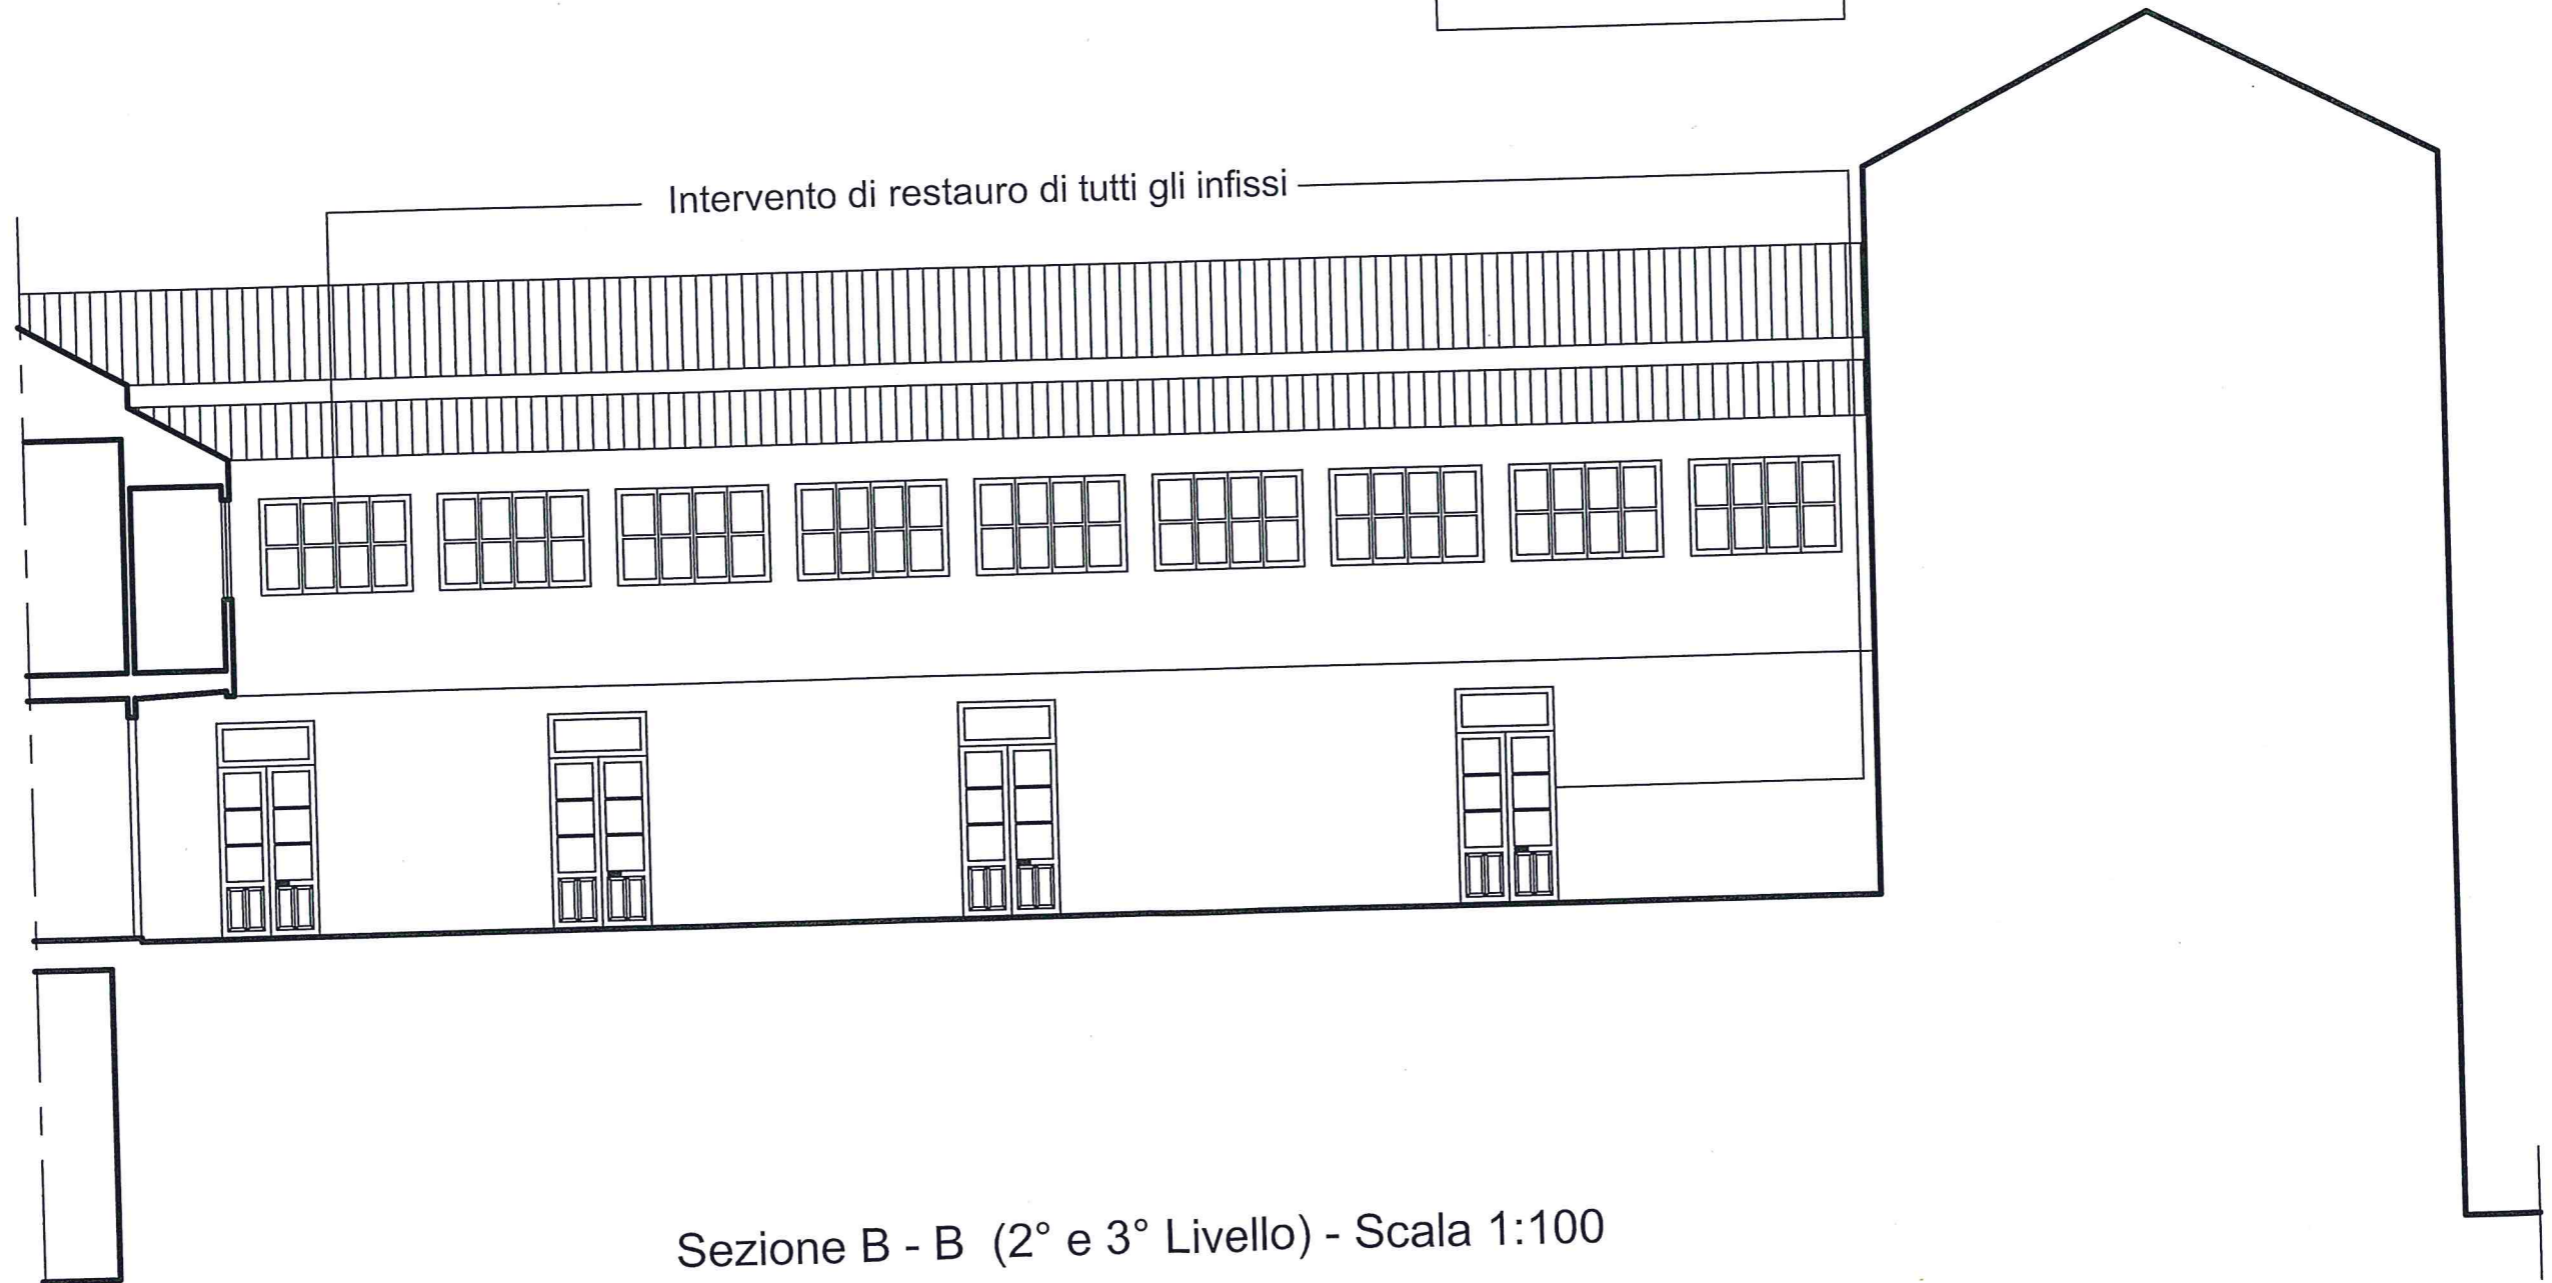 Intervento di restauro di tutti gli infissi
Sezione B - B (2° e 3° Livello) - Scala 1:100